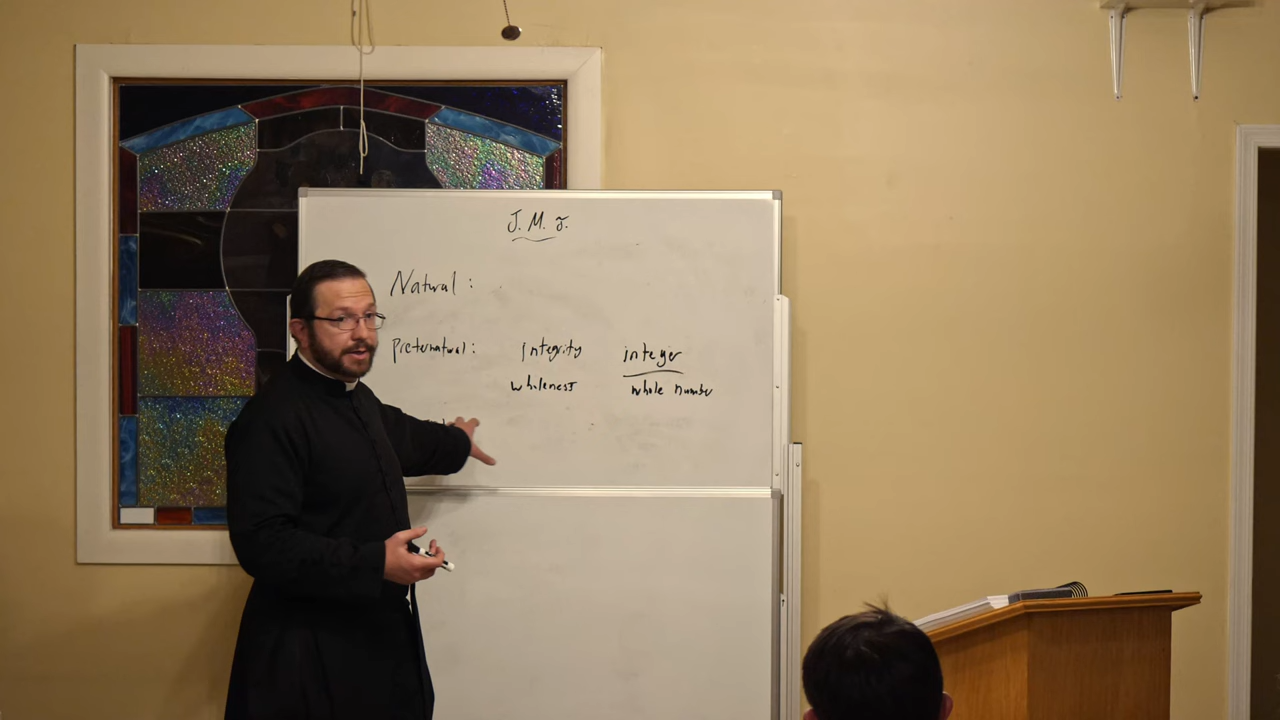 J. M. J.
Natural :
Preternatural : integrity integer
wholeness whole number